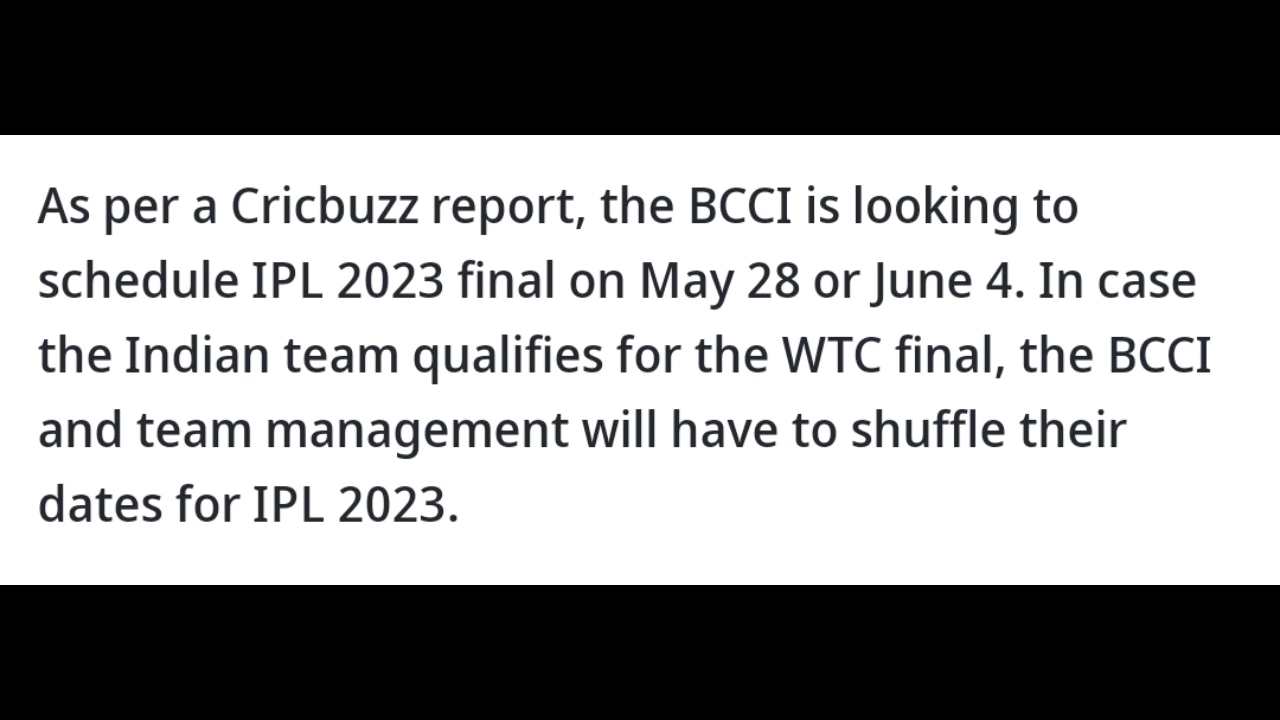 As per a Cricbuzz report, the BCCI is looking to
schedule IPL 2023 final on May 28 or June 4. In case
the Indian team qualifies for the WTC final, the BCCI
and team management will have to shuffle their
dates for IPL 2023.